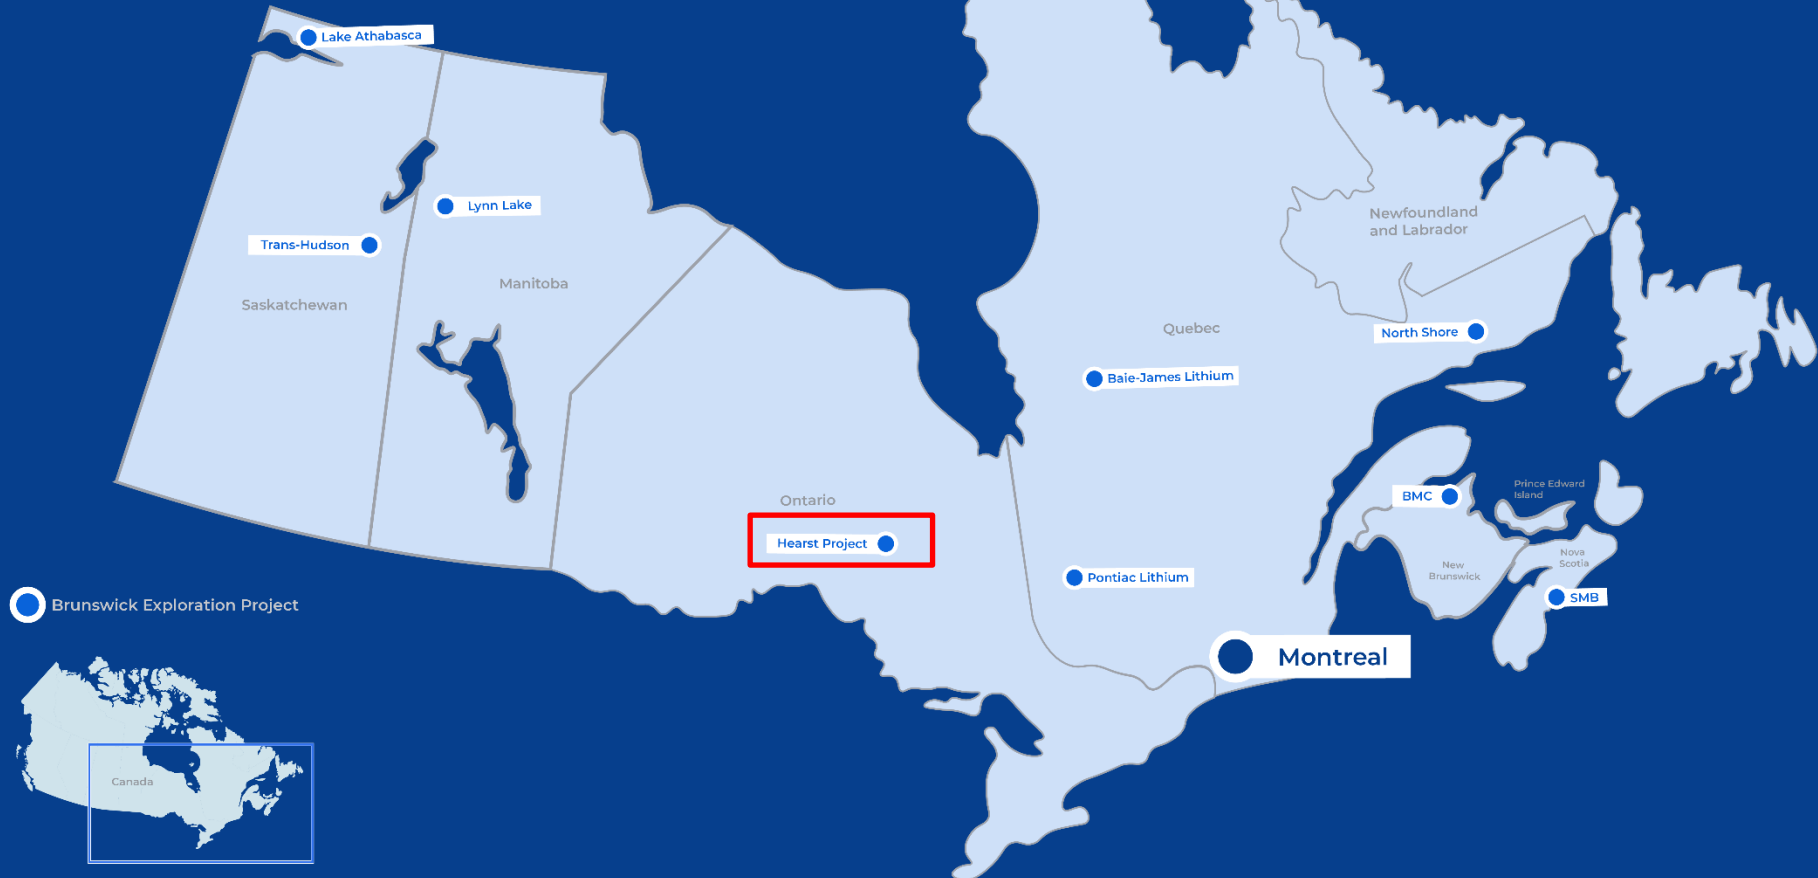 Lake Athabasca
Lynn Lake
Trans-Hudson
Manitoba
Saskatchewan
Newfoundland
and Labrador
Quebec
North Shore
Baie-James Lithium
Ontario
Hearst Project
BMC
Prince Edward
Island
Nova
Scotia
New
Brunswick
Pontiac Lithium
SMB
Brunswick Exploration Project
Montreal
Canada